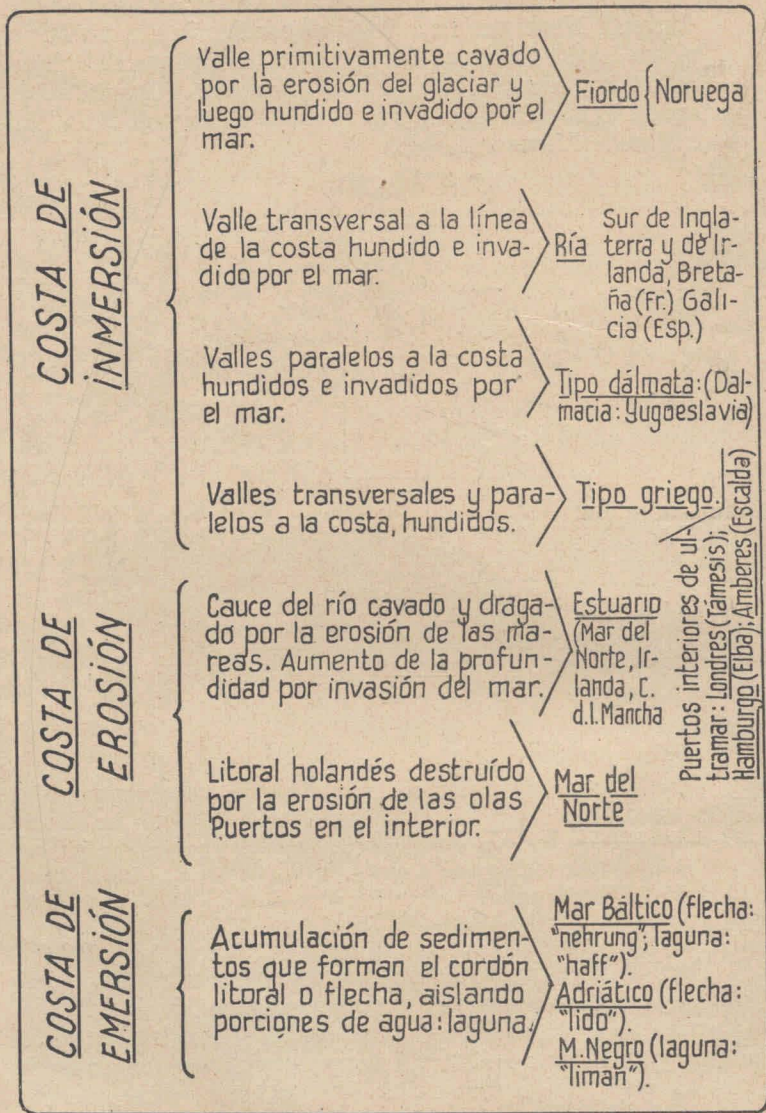 COSTA DE
INMERSIÓN
Valle primitivamente cavado
por la erosión del glaciar y
luego hundido e invadido por el
mar.
Fiordo { Noruega
Valle transversal a la línea
de la costa hundido e inva-
dido por el mar.
Ría
Sur de Ingla-
terra y de Ir-
landa, Breta-
ña (Fr.) Gali-
cia (Esp.)
Valles paralelos a la costa
hundidos e invadidos por
el mar.
Tipo dálmata: (Dal-
macia: Yugoeslavia)
Valles transversales y para-
lelos a la costa, hundidos.
Tipo griego.
COSTA DE
EROSIÓN
Cauce del río cavado y draga-
do por la erosión de las ma-
reas. Aumento de la profun-
didad por invasión del mar.
Estuario
(Mar del
Norte, Ir-
landa, C.
d.l. Mancha
Puertos interiores de ul-
tramar: Londres (Támesis);
Hamburgo (Elba); Amberes (Escalda)
Litoral holandés destruído
por la erosión de las olas
Puertos en el interior.
Mar del
Norte
COSTA DE
EMERSIÓN
Acumulación de sedimen-
tos que forman el cordón
litoral o flecha, aislando
porciones de agua: laguna.
Mar Báltico (flecha:
"nehrung"; laguna:
"haff").
Adriático (flecha:
"lido").
M. Negro (laguna:
"liman").